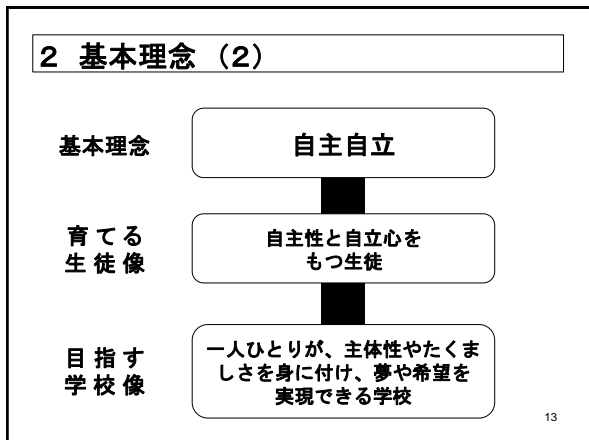 2 基本理念 （2）
基本理念
自主自立
育てる
生徒像
自主性と自立心を
もつ生徒
目指す
学校像
一人ひとりが、主体性やたくま
しさを身に付け、夢や希望を
実現できる学校
13